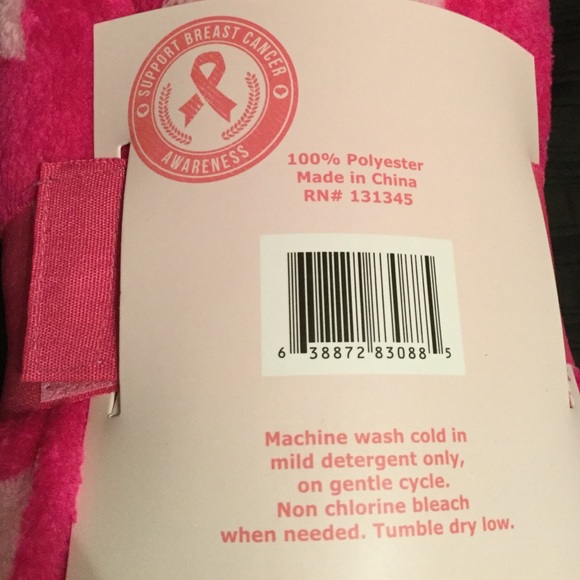 SUPPORT BREAST CANCER
AWARENESS
100% Polyester
Made in China
RN# 131345
6 38872 83088 5
Machine wash cold in
mild detergent only,
on gentle cycle.
Non chlorine bleach
when needed. Tumble dry low.